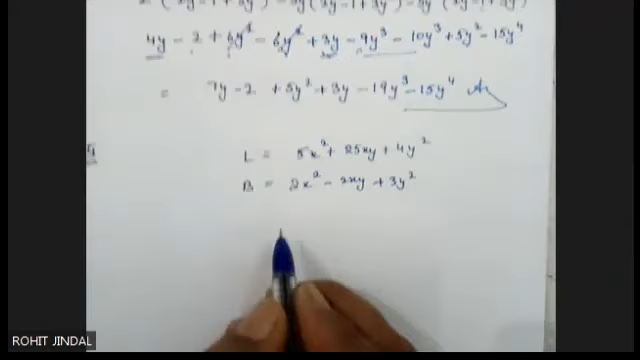 4y - 2 + 6y² - 6y² + 3y - 9y³ - 10y³ + 5y² - 15y⁴
= 7y - 2 + 5y² + 3y - 19y³ - 15y⁴ A
L = 5x² + 25xy + 4y²
B = 2x² - 2xy + 3y²
ROHIT JINDAL